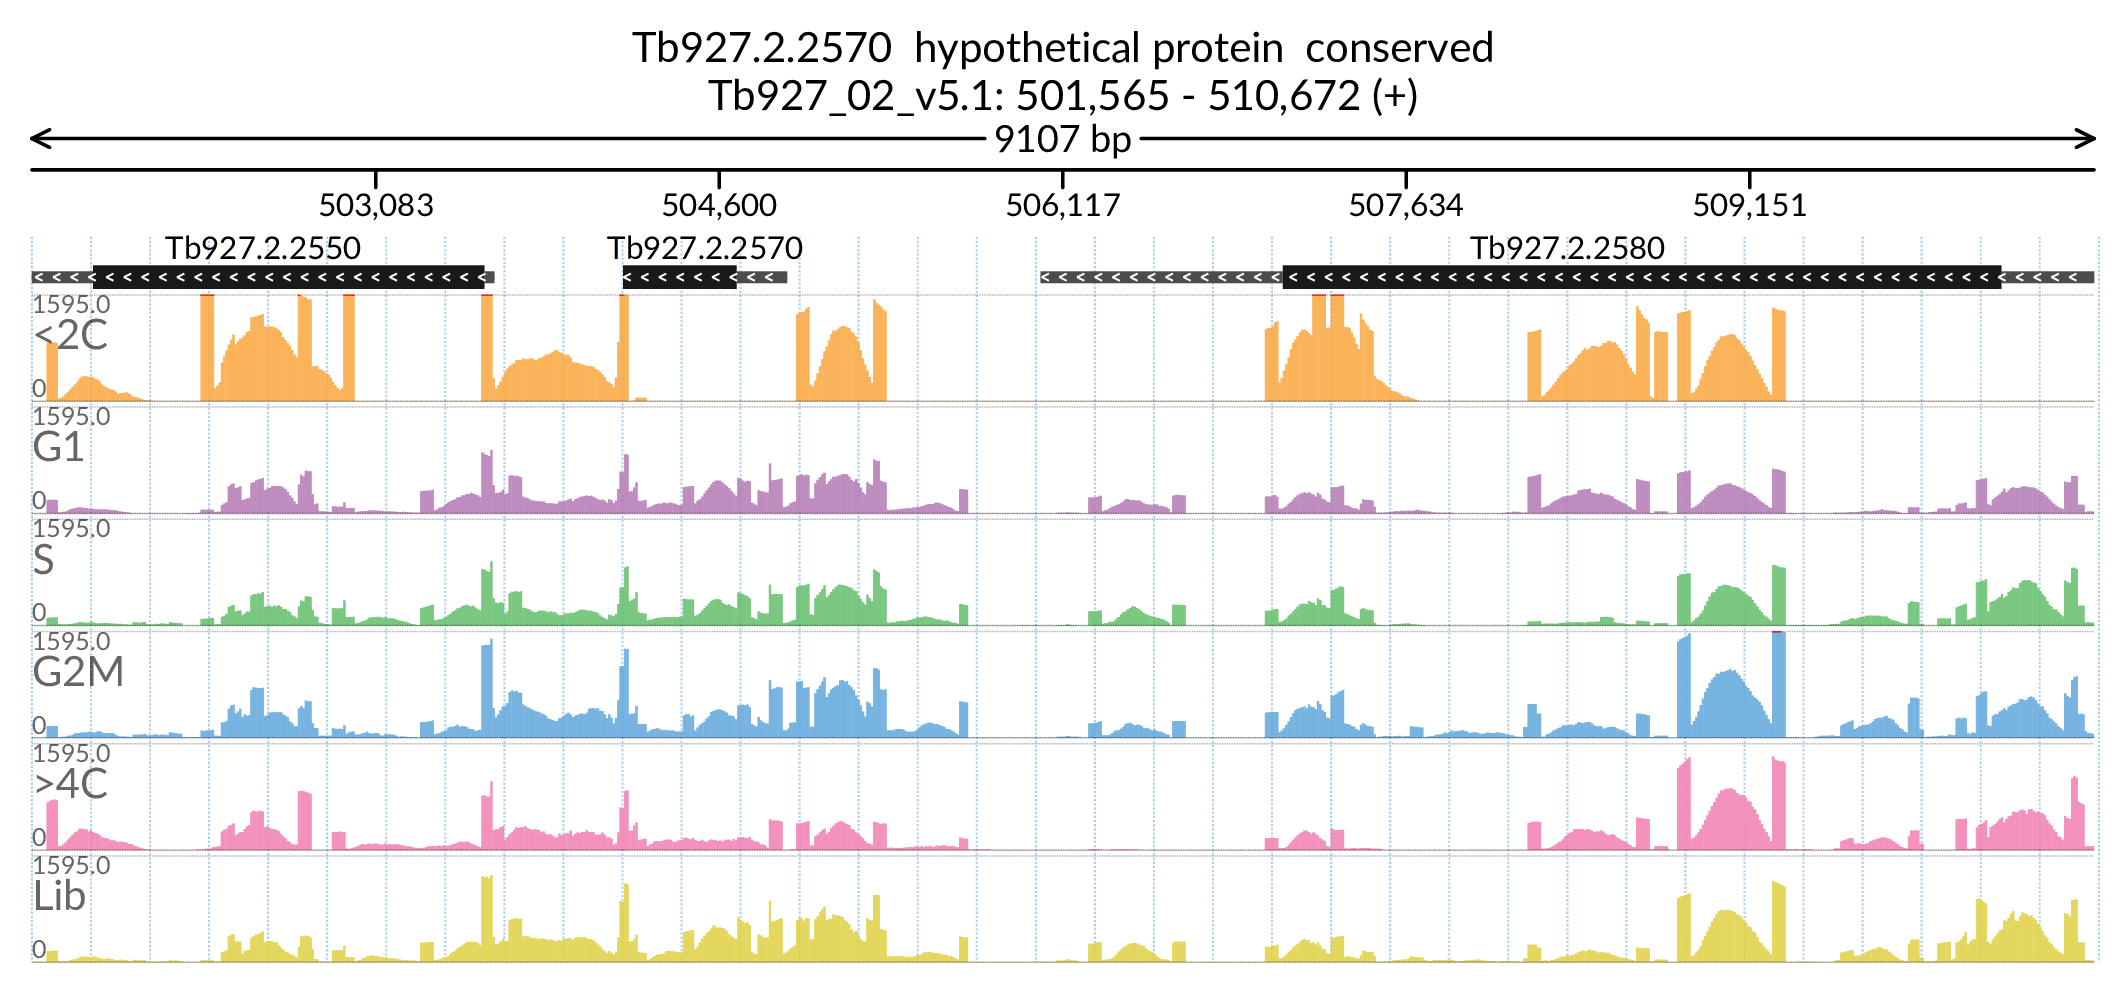 Tb927.2.2570  hypothetical protein  conserved
Tb927_02_v5.1: 501,565 - 510,672 (+)
9107 bp
503,083 504,600 506,117 507,634 509,151
Tb927.2.2550 Tb927.2.2570 Tb927.2.2580
1595.0
<2C
0
1595.0
G1
0
1595.0
S
0
1595.0
G2M
0
1595.0
>4C
0
1595.0
Lib
0